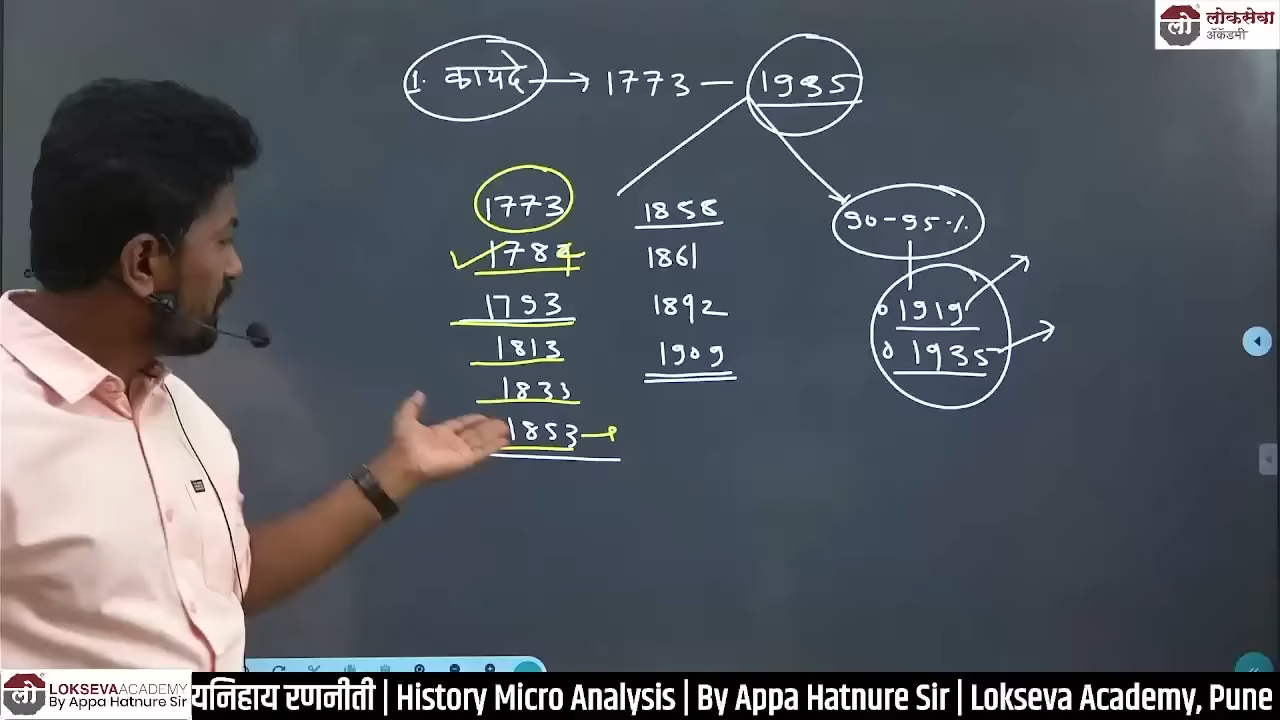 लोकसेवा
अ‍ॅकॅडमी
लो
1. कायदे → 1773 – 1935
1773
1784
1793
1813
1833
1853
1858
1861
1892
1909
90-95%
1919
1935
लो
LOKSEVA ACADEMY
By Appa Hatnure Sir
यनिहाय रणनीती | History Micro Analysis | By Appa Hatnure Sir | Lokseva Academy, Pune